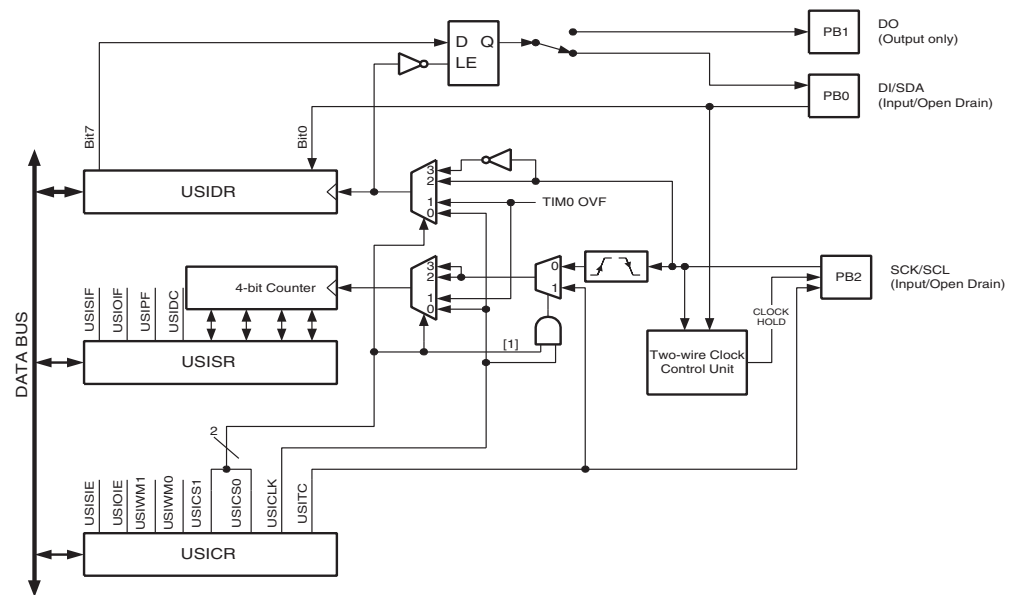 DO
(Output only)
PB1
D Q
LE
DI/SDA
(Input/Open Drain)
PB0
Bit7
Bit0
USIDR
3
2
1
0
TIM0 OVF
3
2
1
0
0
1
4-bit Counter
USISIF
USIOIF
USIPF
USIDC
USISR
[1]
SCK/SCL
(Input/Open Drain)
PB2
CLOCK
HOLD
Two-wire Clock
Control Unit
DATA BUS
2
USISIE
USIOIE
USIWM1
USIWM0
USICS1
USICS0
USICLK
USITC
USICR